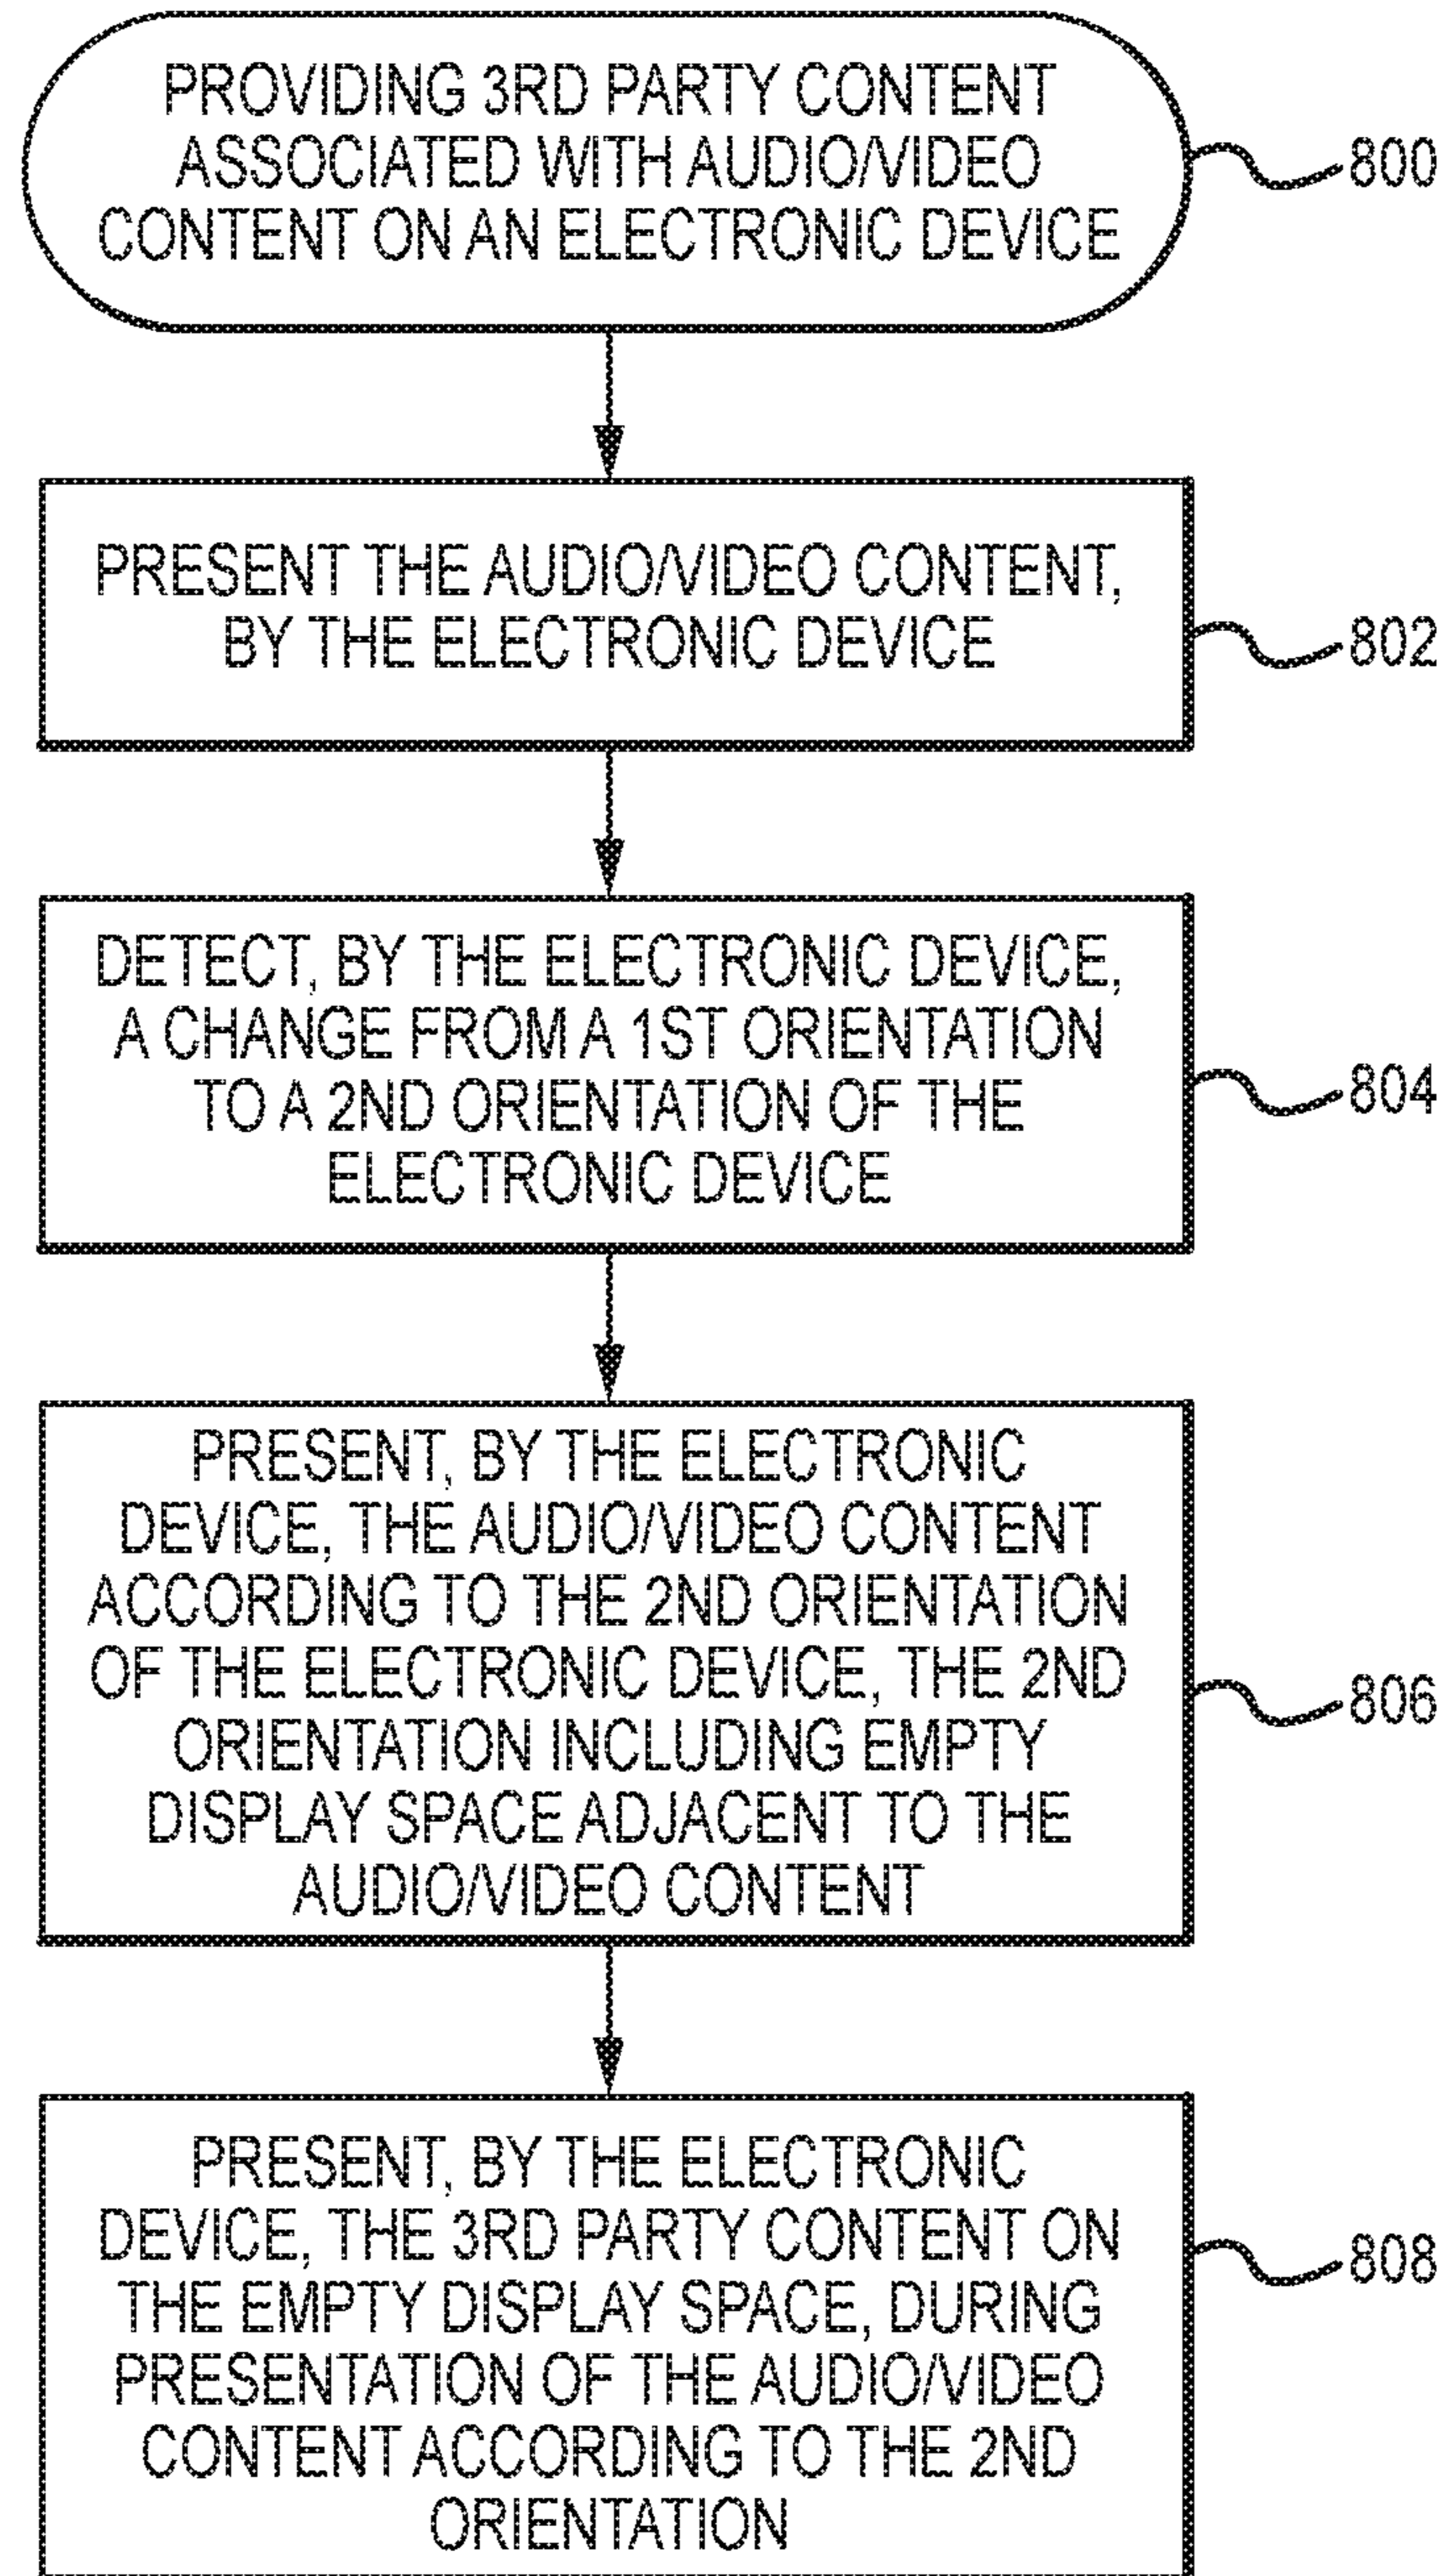 PROVIDING 3RD PARTY CONTENT
ASSOCIATED WITH AUDIO/VIDEO
CONTENT ON AN ELECTRONIC DEVICE
800
PRESENT THE AUDIO/VIDEO CONTENT,
BY THE ELECTRONIC DEVICE
802
DETECT, BY THE ELECTRONIC DEVICE,
A CHANGE FROM A 1ST ORIENTATION
TO A 2ND ORIENTATION OF THE
ELECTRONIC DEVICE
804
PRESENT, BY THE ELECTRONIC
DEVICE, THE AUDIO/VIDEO CONTENT
ACCORDING TO THE 2ND ORIENTATION
OF THE ELECTRONIC DEVICE, THE 2ND
ORIENTATION INCLUDING EMPTY
DISPLAY SPACE ADJACENT TO THE
AUDIO/VIDEO CONTENT
806
PRESENT, BY THE ELECTRONIC
DEVICE, THE 3RD PARTY CONTENT ON
THE EMPTY DISPLAY SPACE, DURING
PRESENTATION OF THE AUDIO/VIDEO
CONTENT ACCORDING TO THE 2ND
ORIENTATION
808